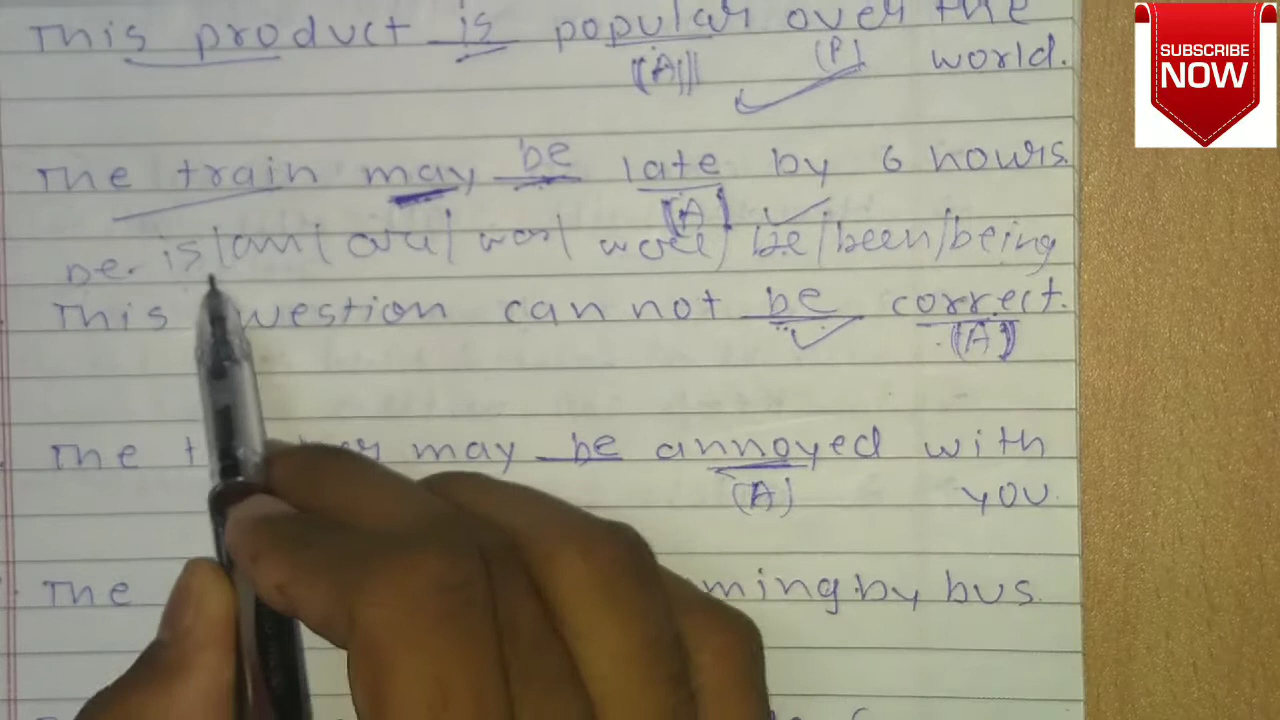 This product is popular over the
(A) (P) world.
SUBSCRIBE
NOW
The train may be late by 6 hours.
(A)
be. is/am/are/was/were/be/been/being
This question can not be correct.
(A)
The may be annoyed with
(A) you.
The by bus.